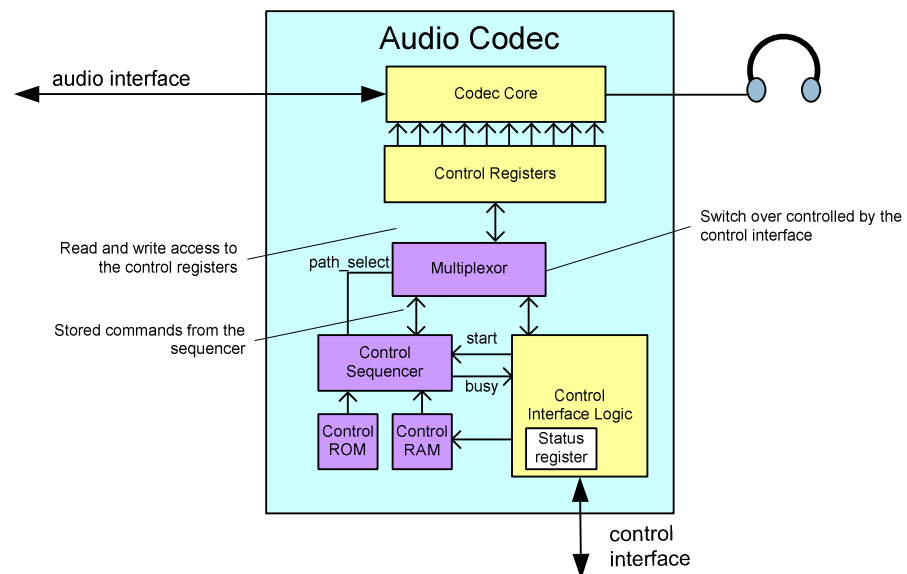 Audio Codec
audio interface
Codec Core
Control Registers
Switch over controlled by the
control interface
Read and write access to
the control registers
path_select
Multiplexor
Stored commands from the
sequencer
start
Control
Sequencer
busy
Control
Interface Logic
Control
ROM
Control
RAM
Status
register
control
interface